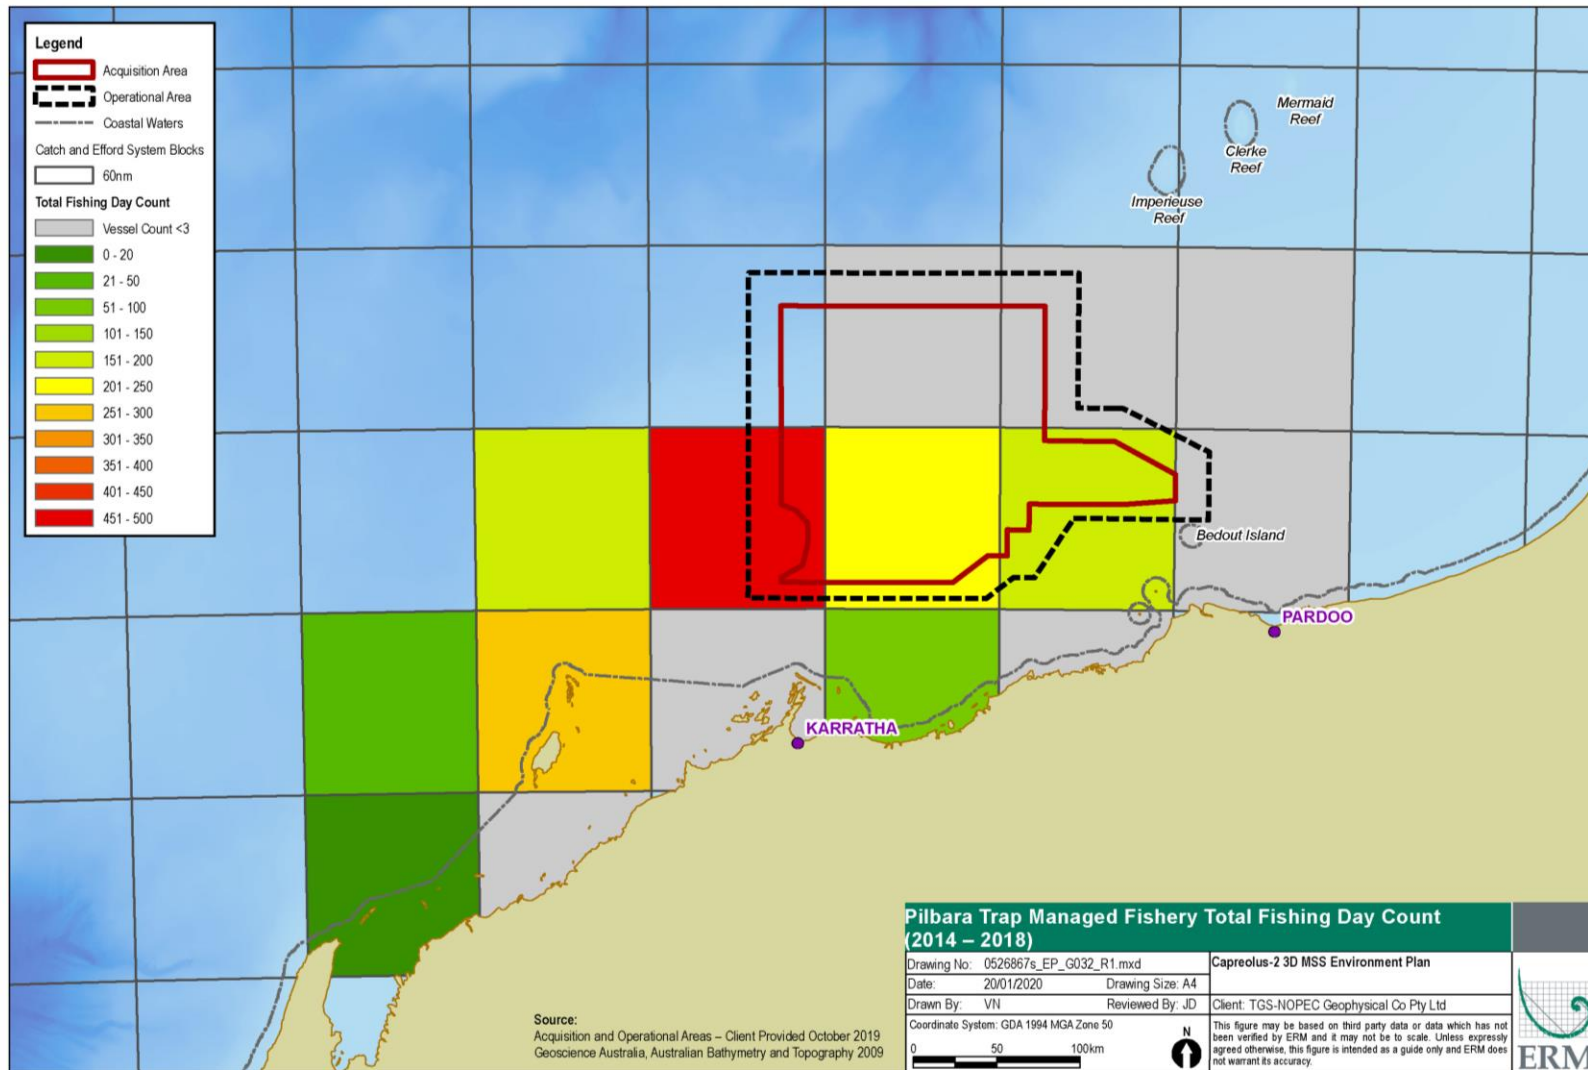 Legend
Acquisition Area
Operational Area
Coastal Waters
Catch and Efford System Blocks
60nm
Total Fishing Day Count
Vessel Count <3
0 - 20
21 - 50
51 - 100
101 - 150
151 - 200
201 - 250
251 - 300
301 - 350
351 - 400
401 - 450
451 - 500
Mermaid
Reef
Clerke
Reef
Imperieuse
Reef
Bedout Island
PARDOO
KARRATHA
Source:
Acquisition and Operational Areas – Client Provided October 2019
Geoscience Australia, Australian Bathymetry and Topography 2009
Pilbara Trap Managed Fishery Total Fishing Day Count
(2014 – 2018)
Drawing No: 0526867s_EP_G032_R1.mxd
Capreolus-2 3D MSS Environment Plan
Date: 20/01/2020 Drawing Size: A4
Drawn By: VN Reviewed By: JD
Client: TGS-NOPEC Geophysical Co Pty Ltd
Coordinate System: GDA 1994 MGA Zone 50
0 50 100km
N
This figure may be based on third party data or data which has not
been verified by ERM and it may not be to scale. Unless expressly
agreed otherwise, this figure is intended as a guide only and ERM does
not warrant its accuracy.
ERM